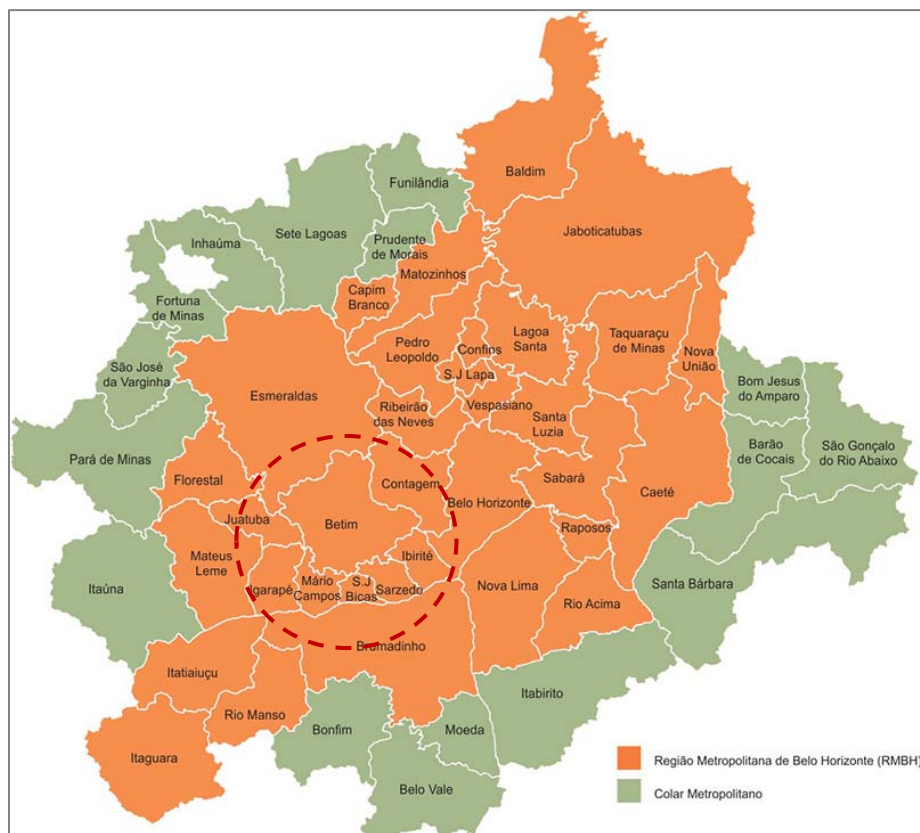 Baldim
Funilândia
Jaboticatubas
Sete Lagoas
Inhaúma
Prudente
de Morais
Matozinhos
Capim
Branco
Fortuna
de Minas
Lagoa
Santa
Taquaraçu
de Minas
Pedro
Leopoldo
Confins
Nova
União
São José
da Varginha
S.J Lapa
Bom Jesus
do Amparo
Esmeraldas
Ribeirão
das Neves
Vespasiano
Santa
Luzia
Pará de Minas
Barão
de Cocais
São Gonçalo
do Rio Abaixo
Florestal
Contagem
Sabará
Belo Horizonte
Caeté
Juatuba
Betim
Raposos
Mateus
Leme
Ibirité
Itaúna
Igarapé
Mário
Campos
S.J
Bicas
Sarzedo
Nova Lima
Santa Bárbara
Rio Acima
Brumadinho
Itatiaiuçu
Itabirito
Rio Manso
Bonfim
Moeda
Itaguara
Belo Vale
Região Metropolitana de Belo Horizonte (RMBH)
Colar Metropolitano